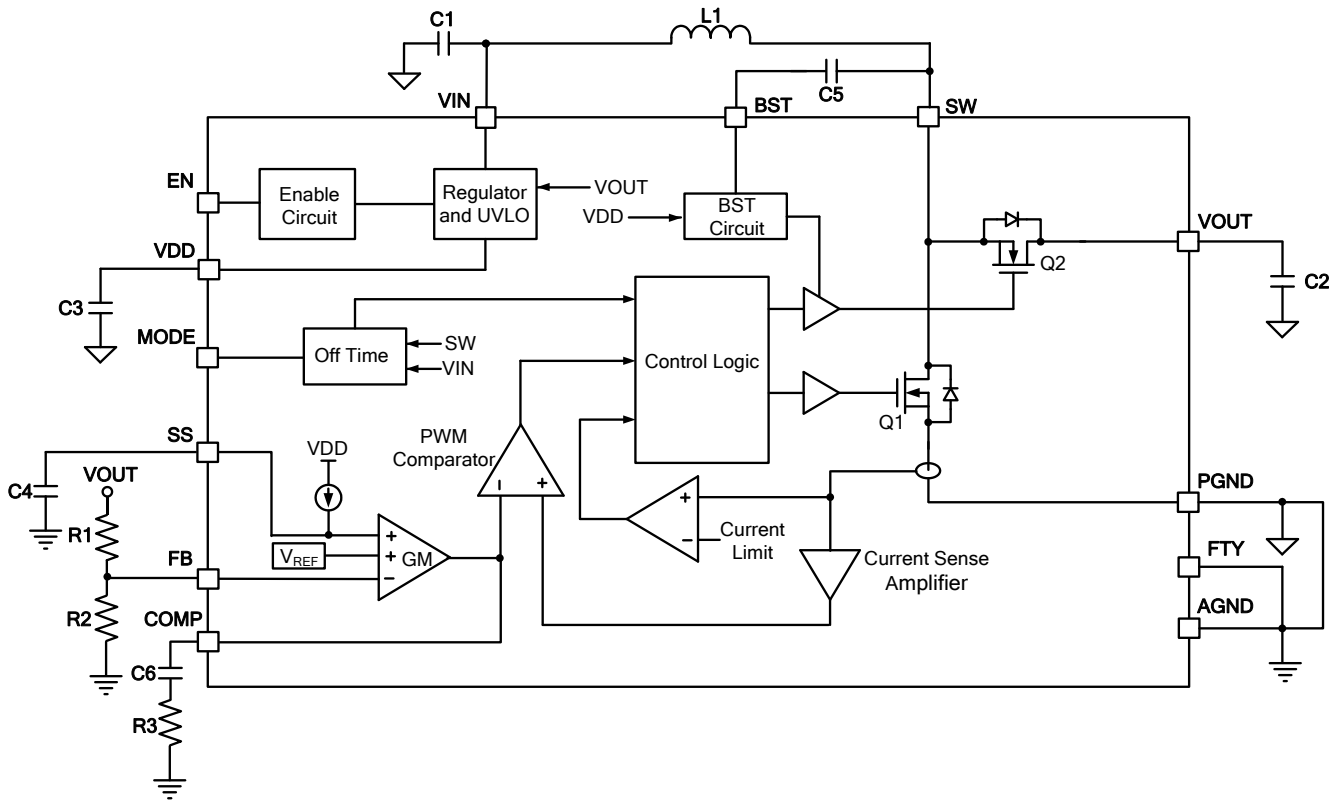 C1
L1
C5
VIN
BST
SW
EN
Enable
Circuit
Regulator
and UVLO
VOUT
VDD
BST
Circuit
VOUT
Q2
C2
VDD
C3
MODE
Off Time
SW
VIN
Control Logic
Q1
SS
C4
VOUT
R1
VDD
PWM
Comparator
- +
+
-
Current
Limit
Current Sense
Amplifier
PGND
FTY
AGND
VREF
+
+
-
GM
FB
R2
COMP
C6
R3